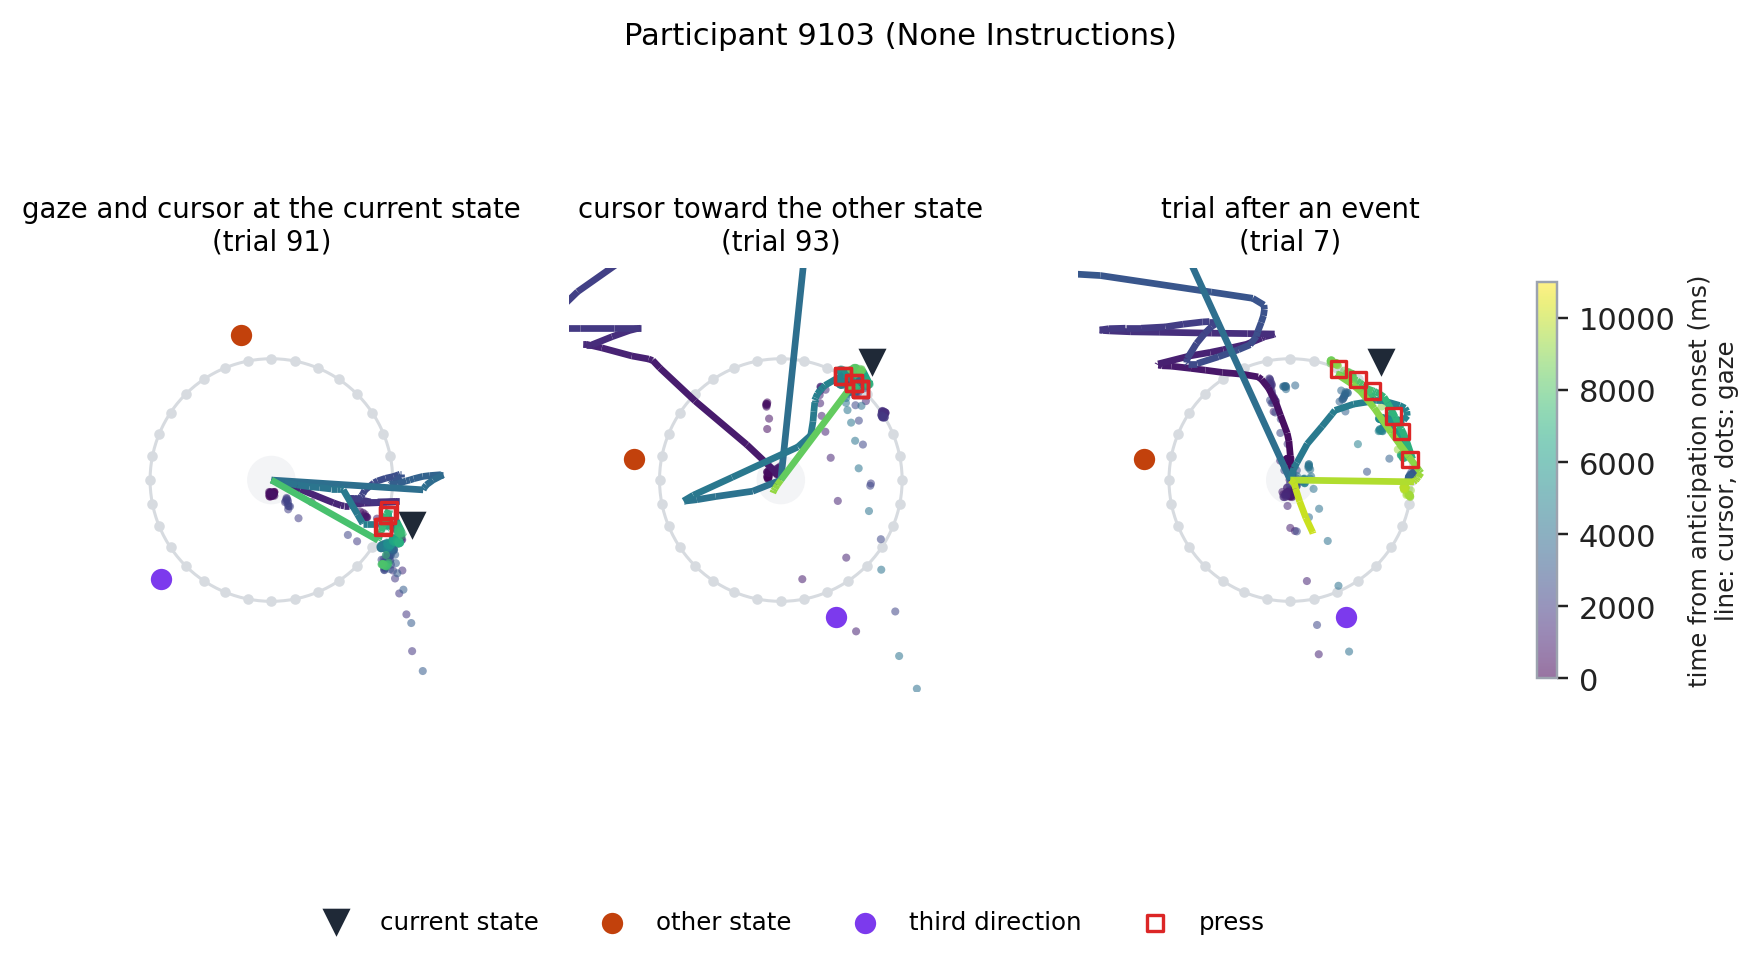 Participant 9103 (None Instructions)
gaze and cursor at the current state
(trial 91)
cursor toward the other state
(trial 93)
trial after an event
(trial 7)
10000
8000
6000
4000
2000
0
time from anticipation onset (ms)
line: cursor, dots: gaze
current state
other state
third direction
press